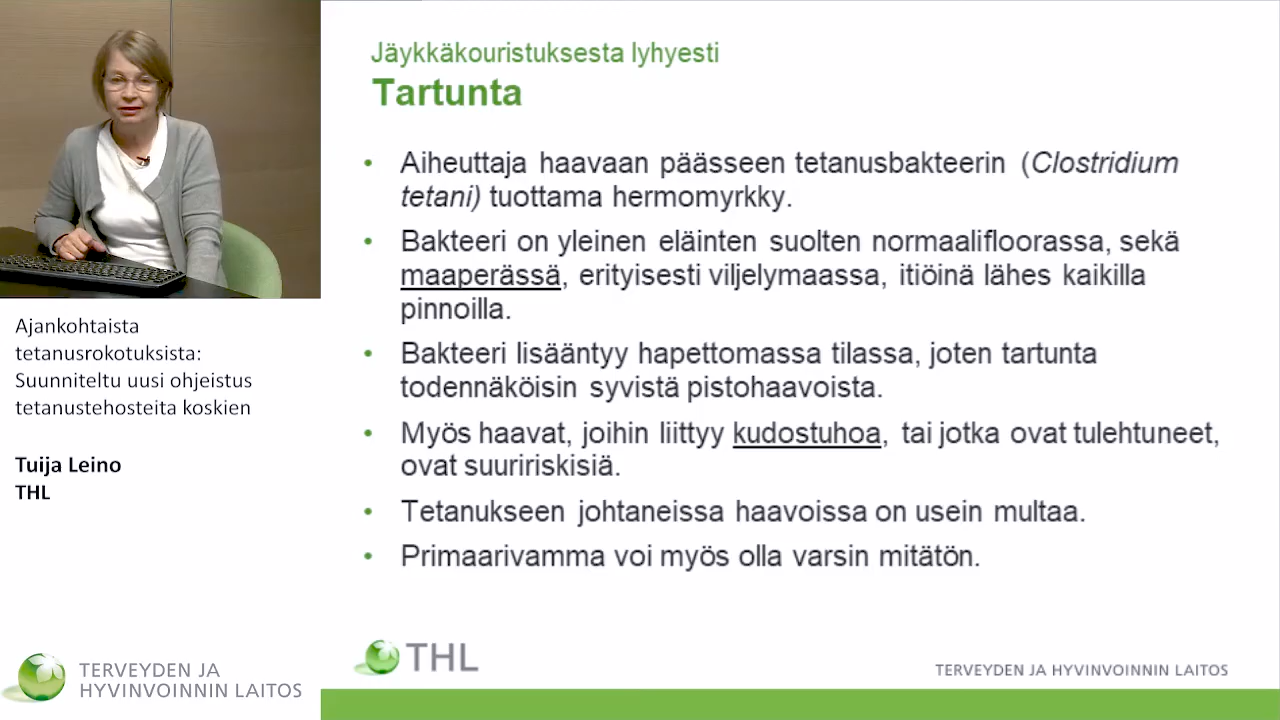 Jäykkäkouristuksesta lyhyesti
Tartunta
• Aiheuttaja haavaan päässeen tetanusbakteerin (Clostridium
tetani) tuottama hermomyrkky.
• Bakteeri on yleinen eläinten suolten normaalifloorassa, sekä
maaperässä, erityisesti viljelymaassa, itiöinä lähes kaikilla
pinnoilla.
• Bakteeri lisääntyy hapettomassa tilassa, joten tartunta
todennäköisin syvistä pistohaavoista.
• Myös haavat, joihin liittyy kudostuhoa, tai jotka ovat tulehtuneet,
ovat suuririskisiä.
• Tetanukseen johtaneissa haavoissa on usein multaa.
• Primaarivamma voi myös olla varsin mitätön.
THL
TERVEYDEN JA HYVINVOINNIN LAITOS
Ajankohtaista
tetanusrokotuksista:
Suunniteltu uusi ohjeistus
tetanustehosteita koskien
Tuija Leino
THL
TERVEYDEN JA
HYVINVOINNIN LAITOS